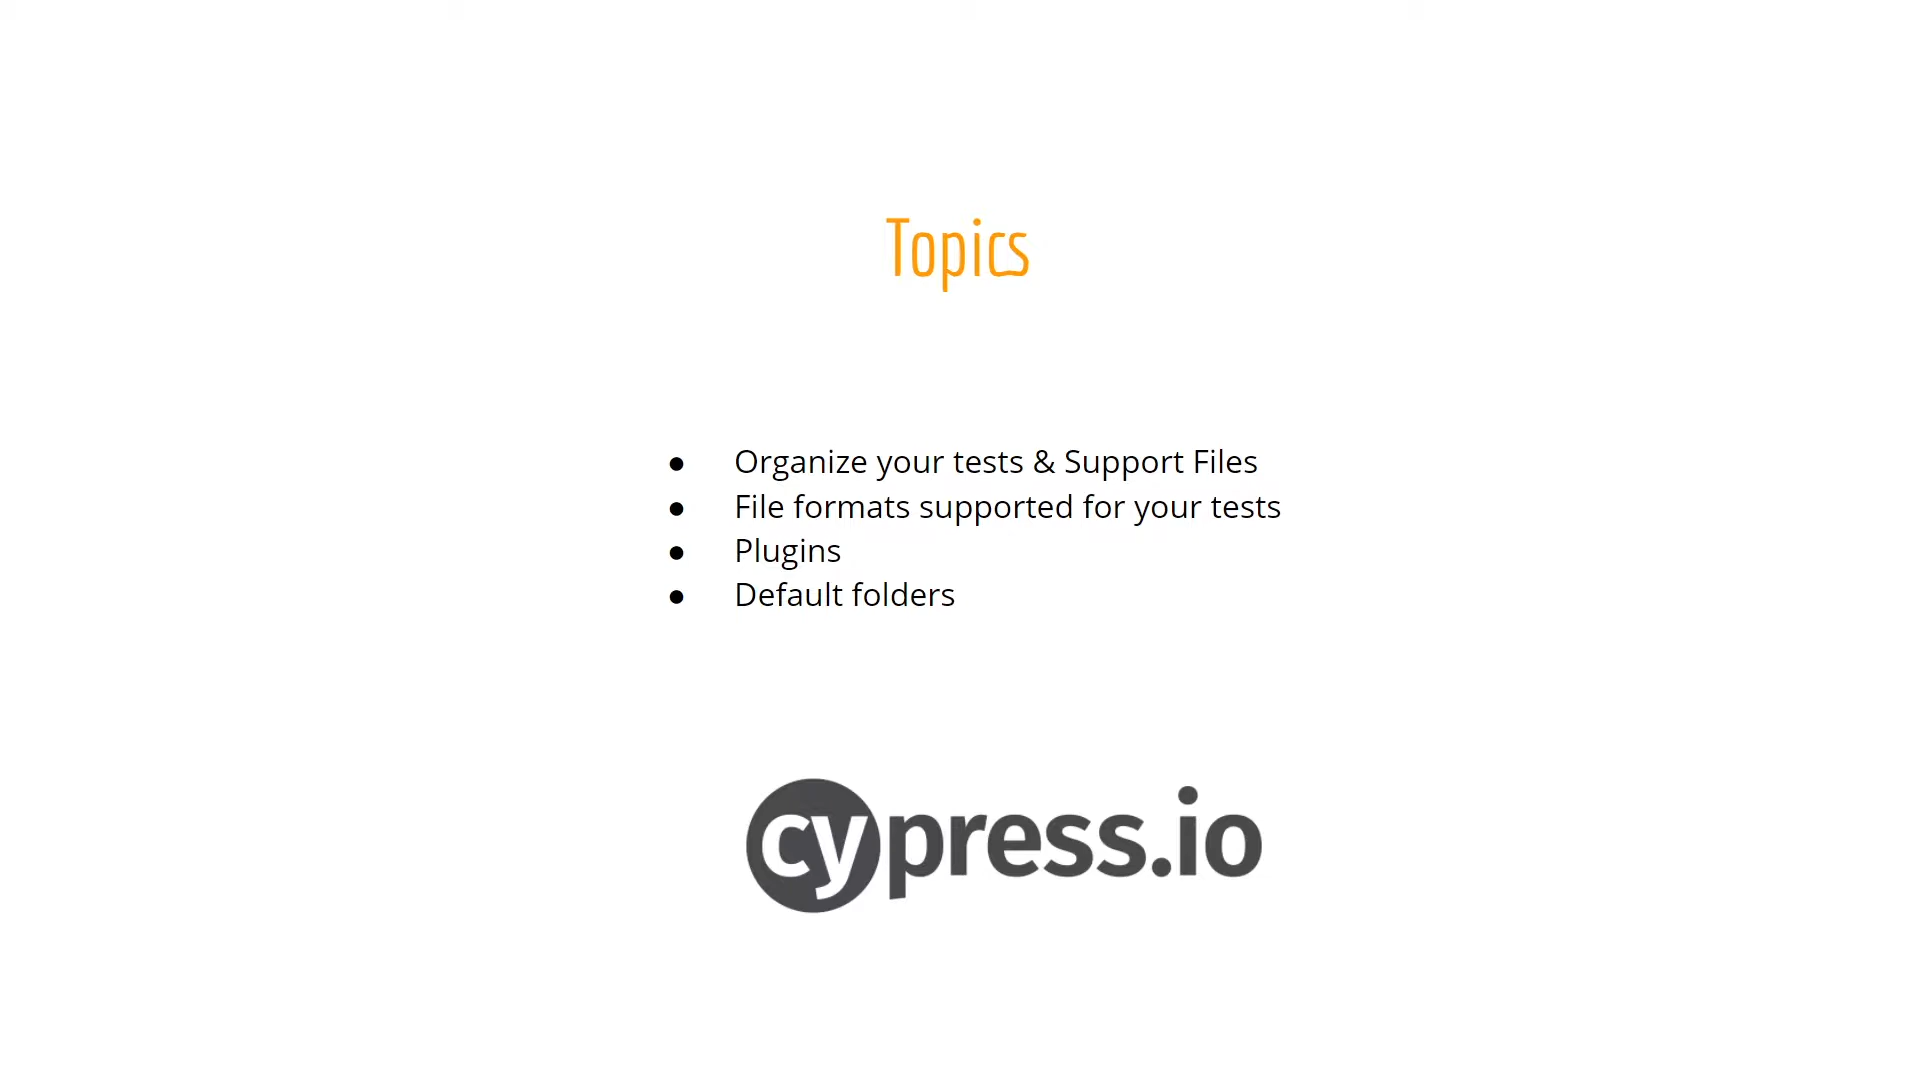 Topics
● Organize your tests & Support Files
● File formats supported for your tests
● Plugins
● Default folders
cypress.io